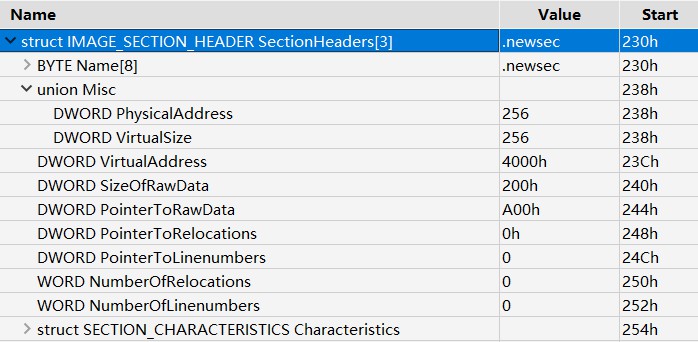 Name Value Start
struct IMAGE_SECTION_HEADER SectionHeaders[3] .newsec 230h
BYTE Name[8] .newsec 230h
union Misc 238h
DWORD PhysicalAddress 256 238h
DWORD VirtualSize 256 238h
DWORD VirtualAddress 4000h 23Ch
DWORD SizeOfRawData 200h 240h
DWORD PointerToRawData A00h 244h
DWORD PointerToRelocations 0h 248h
DWORD PointerToLinenumbers 0 24Ch
WORD NumberOfRelocations 0 250h
WORD NumberOfLinenumbers 0 252h
struct SECTION_CHARACTERISTICS Characteristics 254h